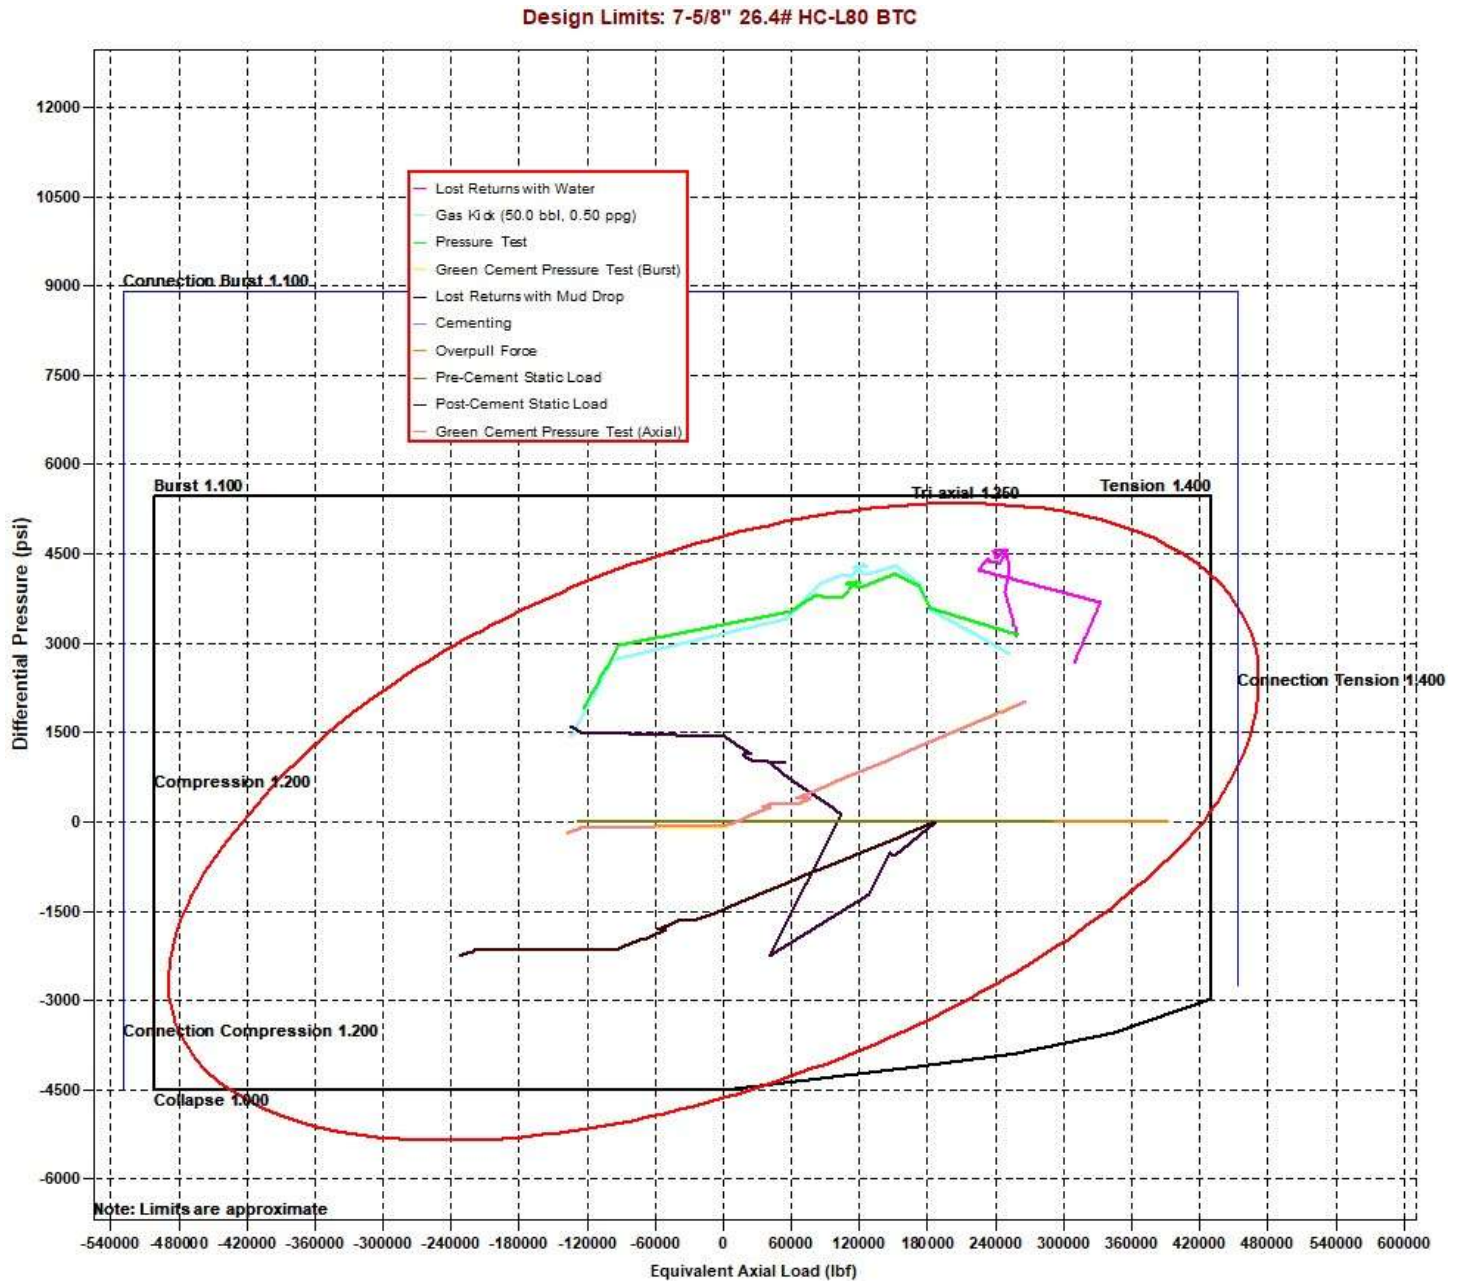 Design Limits: 7-5/8" 26.4# HC-L80 BTC
12000
10500
9000
7500
6000
4500
3000
1500
0
-1500
-3000
-4500
-6000
Differential Pressure (psi)
Lost Returns with Water
Gas Kick (50.0 bbl, 0.50 ppg)
Pressure Test
Green Cement Pressure Test (Burst)
Lost Returns with Mud Drop
Cementing
Overpull Force
Pre-Cement Static Load
Post-Cement Static Load
Green Cement Pressure Test (Axial)
Connection Burst 1.100
Burst 1.100
Tri-axial 1.250
Tension 1.400
Connection Tension 1.400
Compression 1.200
Connection Compression 1.200
Collapse 1.000
Note: Limits are approximate
-540000 -480000 -420000 -360000 -300000 -240000 -180000 -120000 -60000 0 60000 120000 180000 240000 300000 360000 420000 480000 540000 600000
Equivalent Axial Load (lbf)